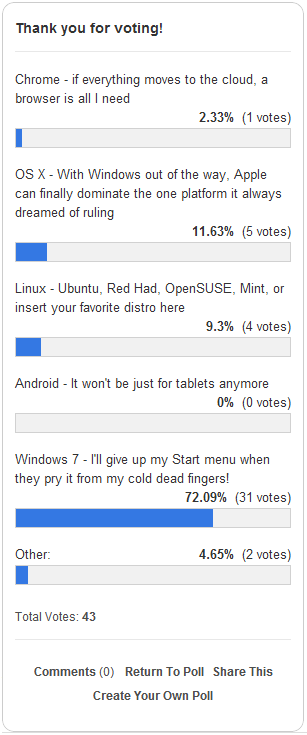 Thank you for voting!
Chrome - if everything moves to the cloud, a
browser is all I need
2.33% (1 votes)
OS X - With Windows out of the way, Apple
can finally dominate the one platform it always
dreamed of ruling
11.63% (5 votes)
Linux - Ubuntu, Red Had, OpenSUSE, Mint, or
insert your favorite distro here
9.3% (4 votes)
Android - It won't be just for tablets anymore
0% (0 votes)
Windows 7 - I'll give up my Start menu when
they pry it from my cold dead fingers!
72.09% (31 votes)
Other: 4.65% (2 votes)
Total Votes: 43
Comments (0) Return To Poll Share This
Create Your Own Poll